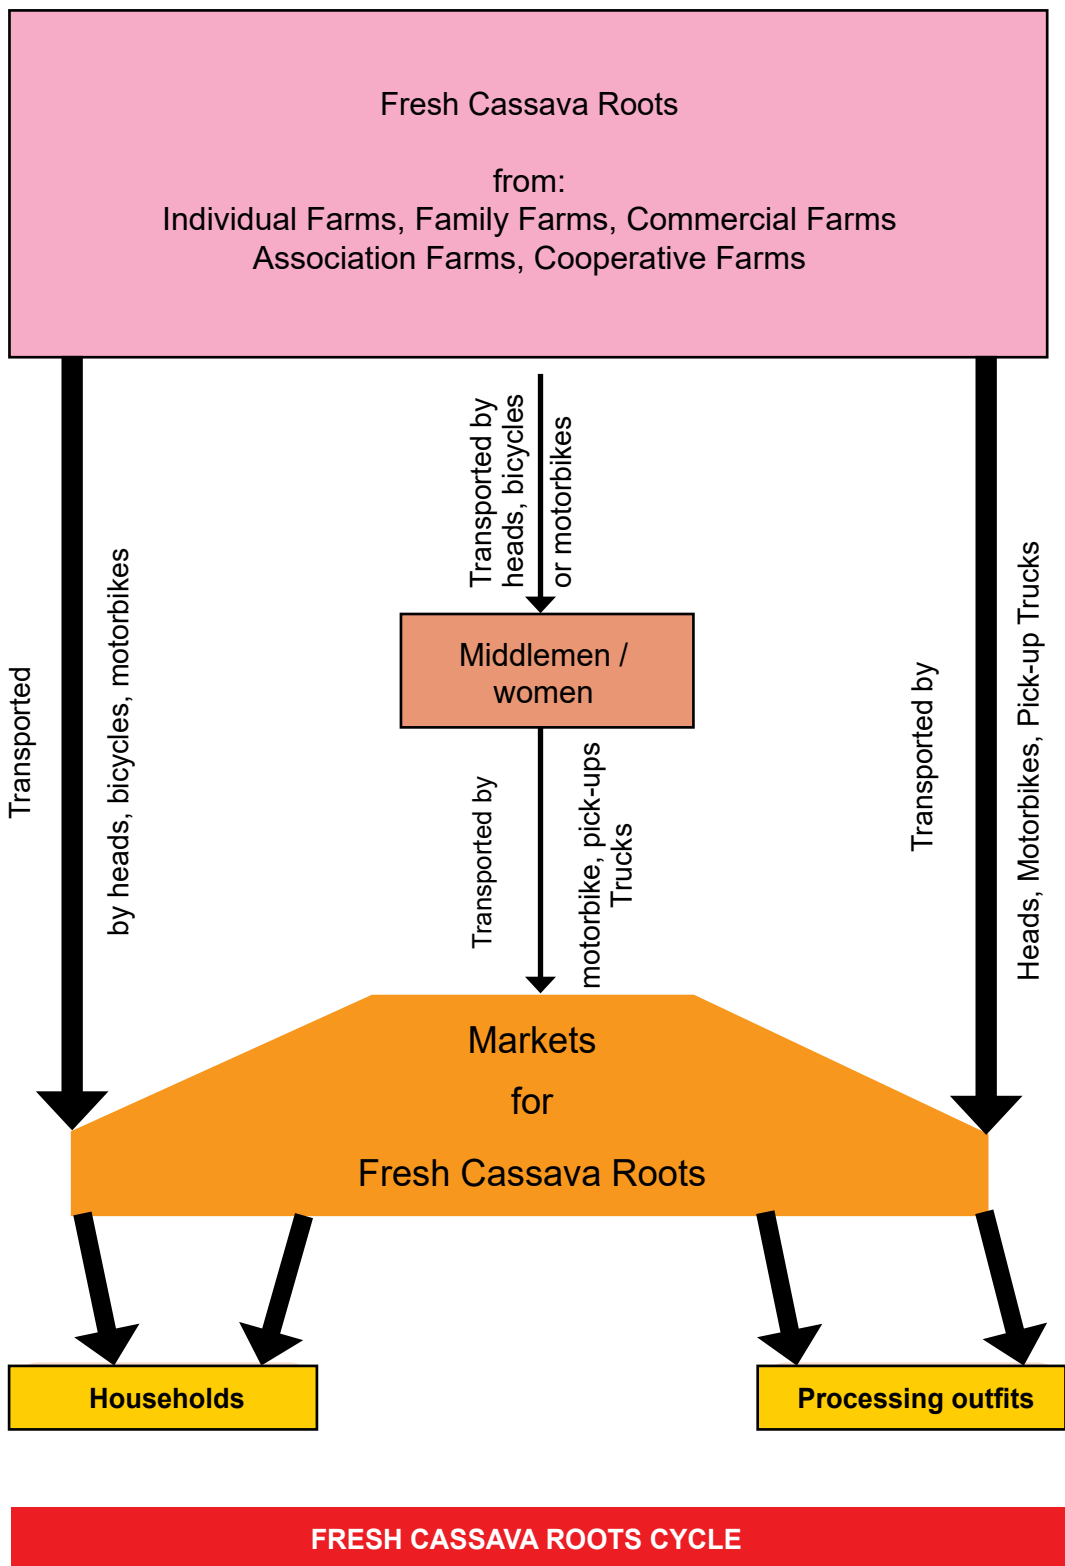 Fresh Cassava Roots
from:
Individual Farms, Family Farms, Commercial Farms
Association Farms, Cooperative Farms
Transported
by heads, bicycles, motorbikes
Transported by
heads, bicycles
or motorbikes
Middlemen /
women
Transported by
motorbike, pick-ups
Trucks
Transported by
Heads, Motorbikes, Pick-up Trucks
Markets
for
Fresh Cassava Roots
Households
Processing outfits
FRESH CASSAVA ROOTS CYCLE